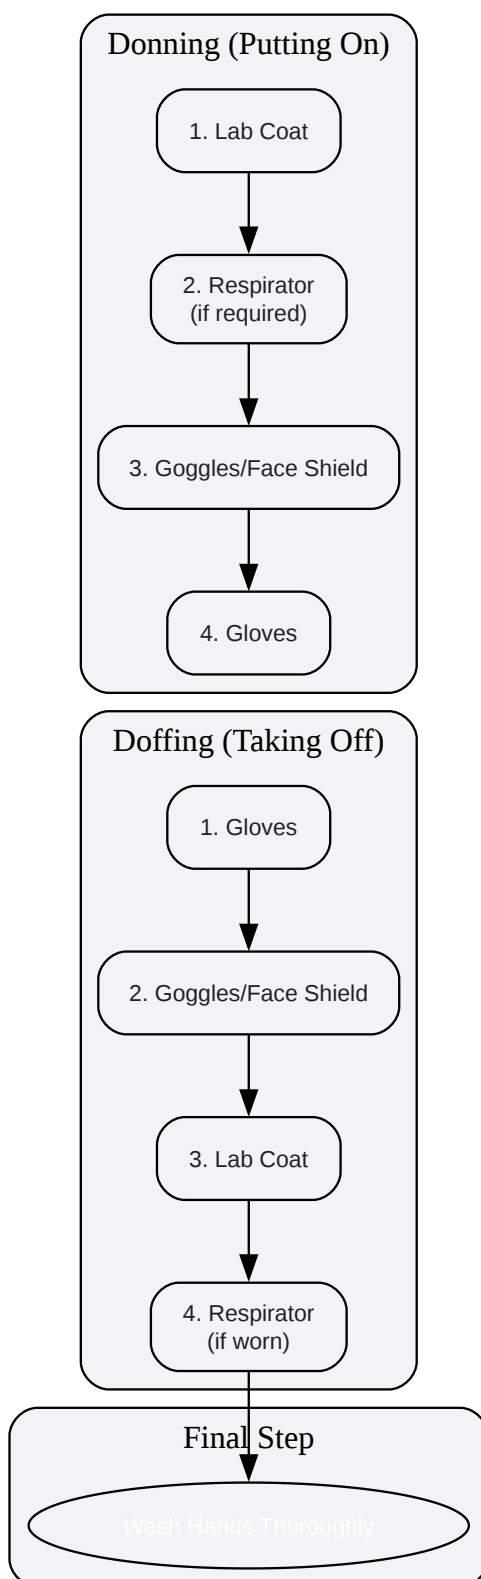 Donning (Putting On)
1. Lab Coat
2. Respirator
(if required)
3. Goggles/Face Shield
4. Gloves
Doffing (Taking Off)
1. Gloves
2. Goggles/Face Shield
3. Lab Coat
4. Respirator
(if worn)
Final Step
Wash Hands Thoroughly